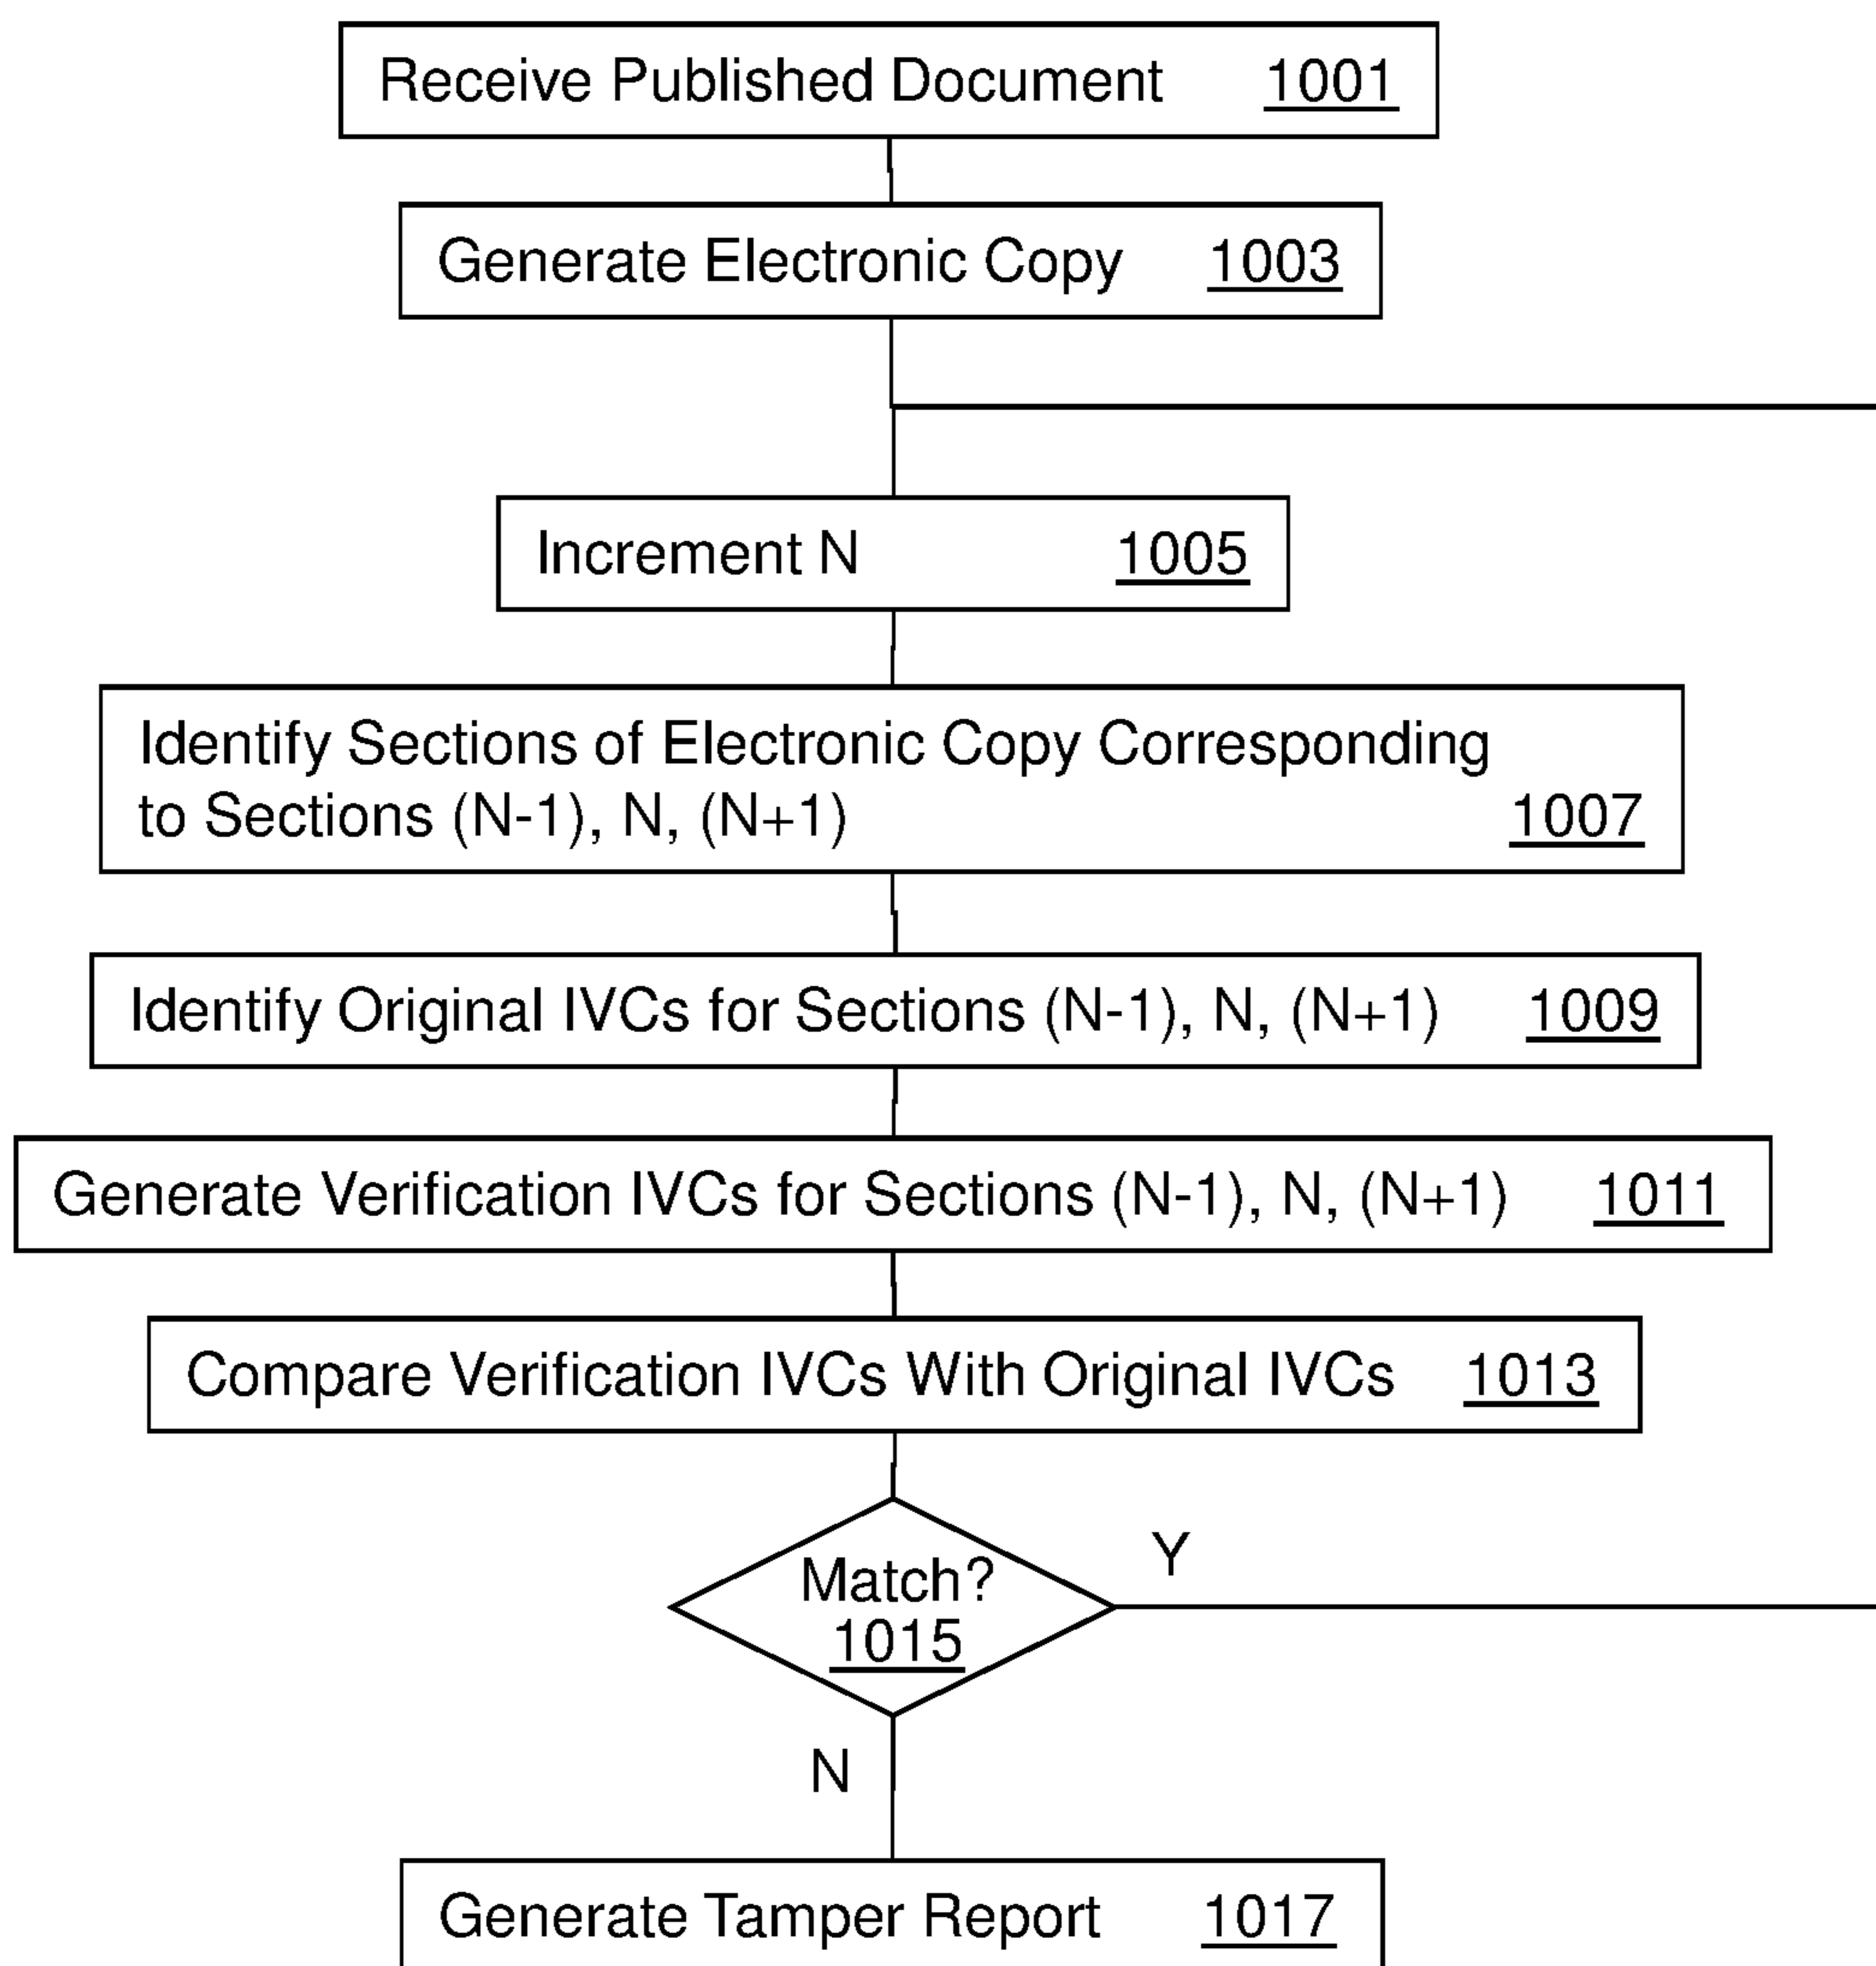 Receive Published Document 1001
Generate Electronic Copy 1003
Increment N 1005
Identify Sections of Electronic Copy Corresponding
to Sections (N-1), N, (N+1) 1007
Identify Original IVCs for Sections (N-1), N, (N+1) 1009
Generate Verification IVCs for Sections (N-1), N, (N+1) 1011
Compare Verification IVCs With Original IVCs 1013
Match?
1015
Y
N
Generate Tamper Report 1017